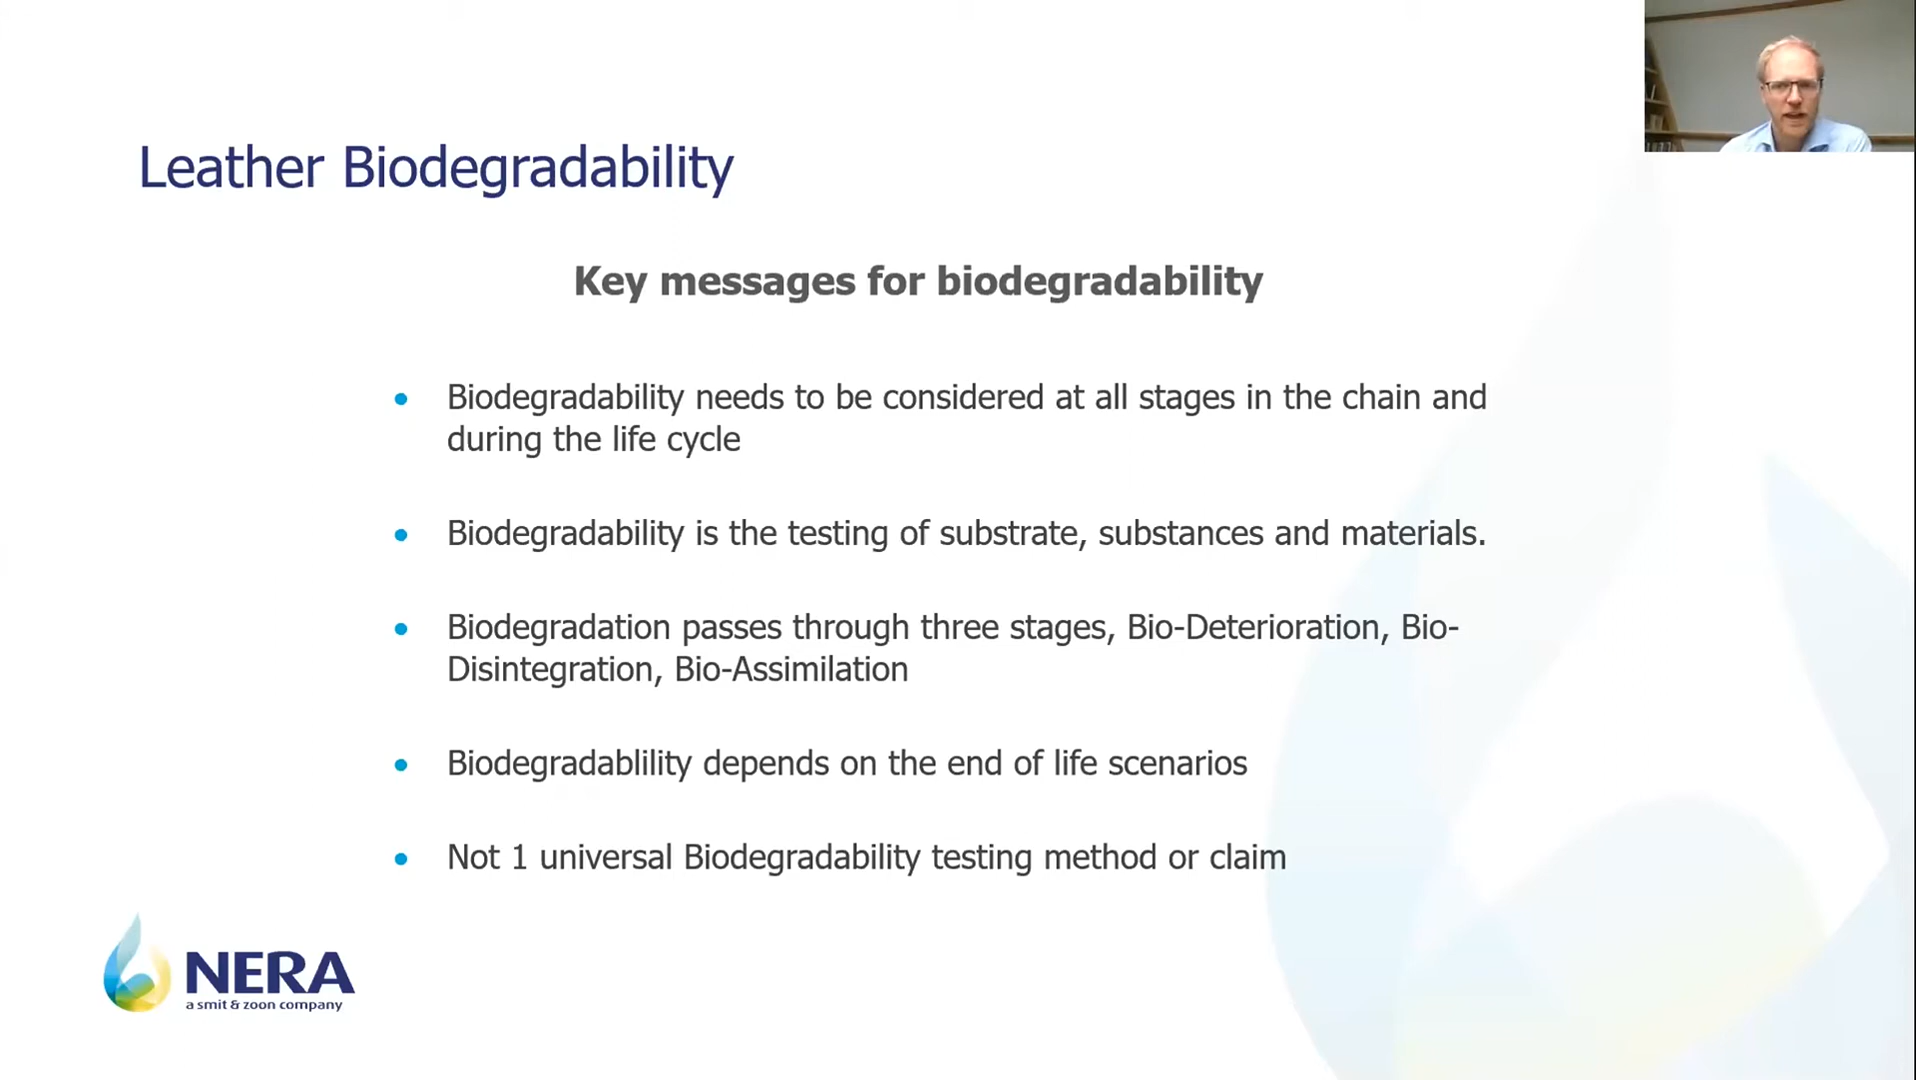 Leather Biodegradability
Key messages for biodegradability
• Biodegradability needs to be considered at all stages in the chain and
during the life cycle
• Biodegradability is the testing of substrate, substances and materials.
• Biodegradation passes through three stages, Bio-Deterioration, Bio-
Disintegration, Bio-Assimilation
• Biodegradablility depends on the end of life scenarios
• Not 1 universal Biodegradability testing method or claim
NERA
a smit & zoon company